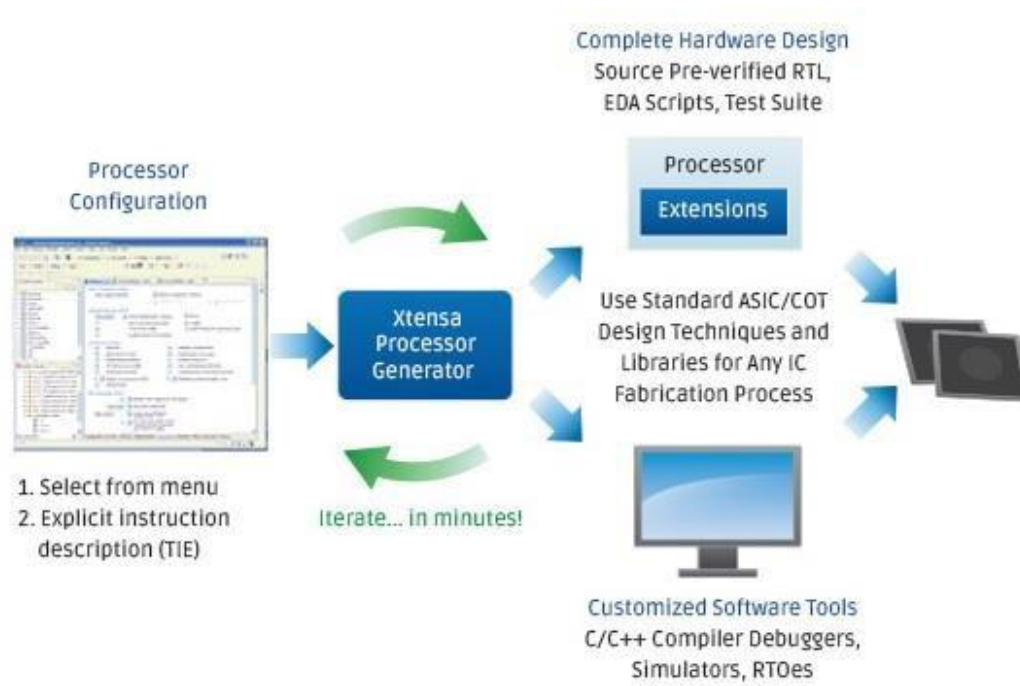 Complete Hardware Design
Source Pre-verified RTL,
EDA Scripts, Test Suite
Processor
Extensions
Processor
Configuration
Xtensa
Processor
Generator
Use Standard ASIC/COT
Design Techniques and
Libraries for Any IC
Fabrication Process
1. Select from menu
2. Explicit instruction
description (TIE)
Iterate... in minutes!
Customized Software Tools
C/C++ Compiler Debuggers,
Simulators, RTOes